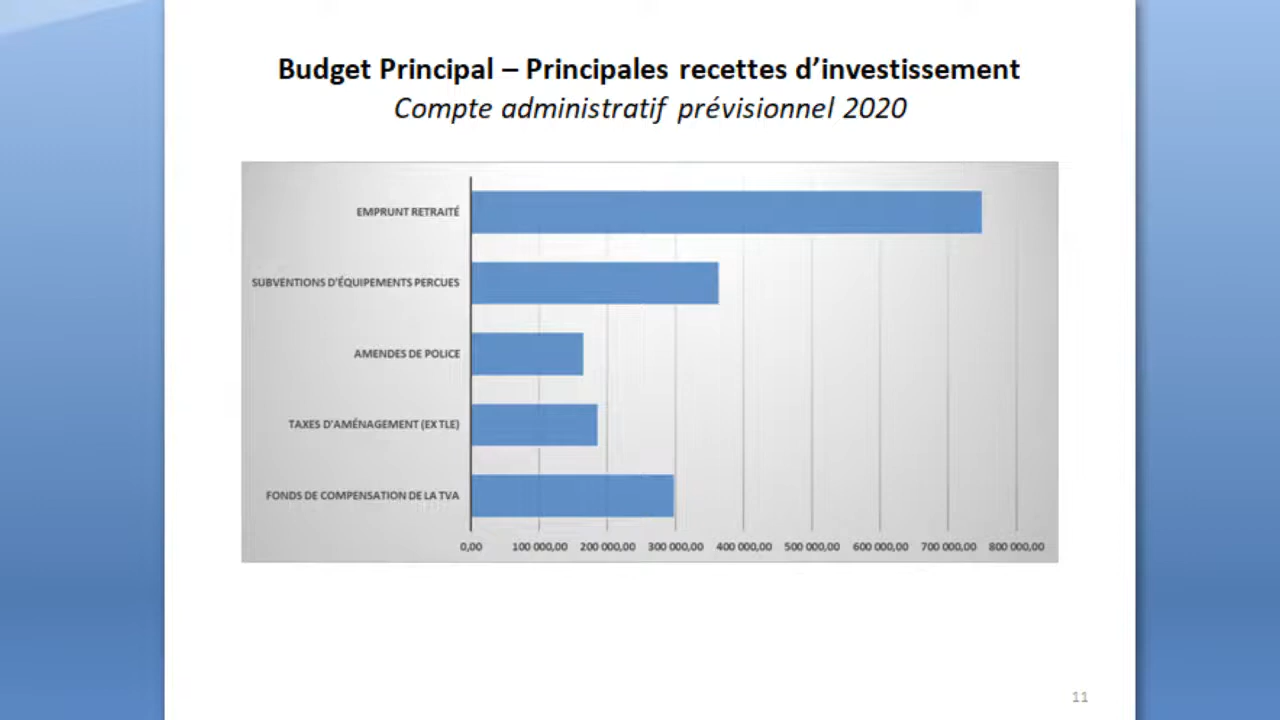 Budget Principal – Principales recettes d’investissement
Compte administratif prévisionnel 2020
EMPRUNT RETRAITÉ
SUBVENTIONS D'ÉQUIPEMENTS PERCUES
AMENDES DE POLICE
TAXES D'AMÉNAGEMENT (EX TLE)
FONDS DE COMPENSATION DE LA TVA
0,00 100 000,00 200 000,00 300 000,00 400 000,00 500 000,00 600 000,00 700 000,00 800 000,00
11